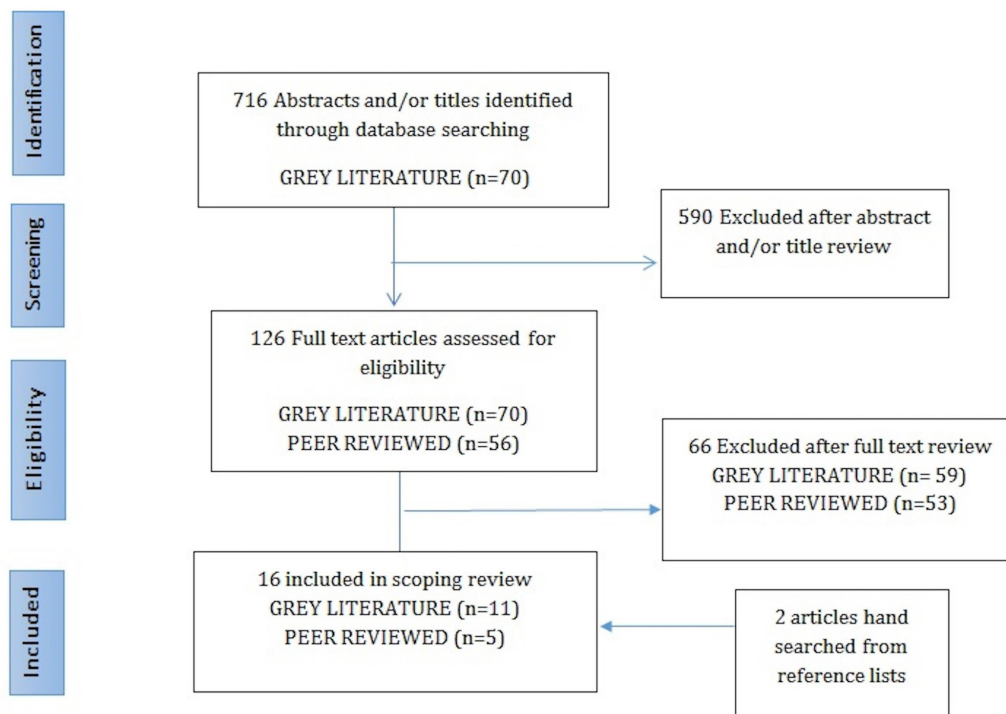 Identification
716 Abstracts and/or titles identified
through database searching
GREY LITERATURE (n=70)
Screening
590 Excluded after abstract
and/or title review
126 Full text articles assessed for
eligibility
GREY LITERATURE (n=70)
PEER REVIEWED (n=56)
Eligibility
66 Excluded after full text review
GREY LITERATURE (n= 59)
PEER REVIEWED (n=53)
Included
16 included in scoping review
GREY LITERATURE (n=11)
PEER REVIEWED (n=5)
2 articles hand
searched from
reference lists